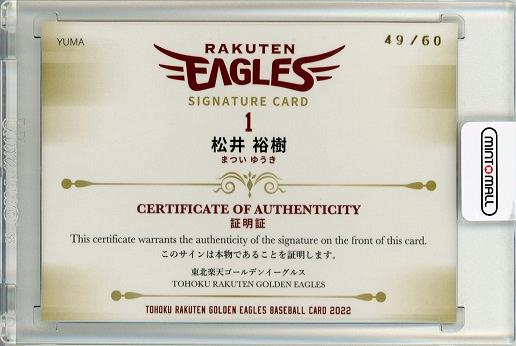 YUMA
49/60
RAKUTEN
EAGLES
SIGNATURE CARD
1
松井 裕樹
まつい ゆうき
CERTIFICATE OF AUTHENTICITY
証明証
This certificate warrants the authenticity of the signature on the front of this card.
このサインは本物であることを証明します。
東北楽天ゴールデンイーグルス
TOHOKU RAKUTEN GOLDEN EAGLES
TOHOKU RAKUTEN GOLDEN EAGLES BASEBALL CARD 2022
MINT MALL